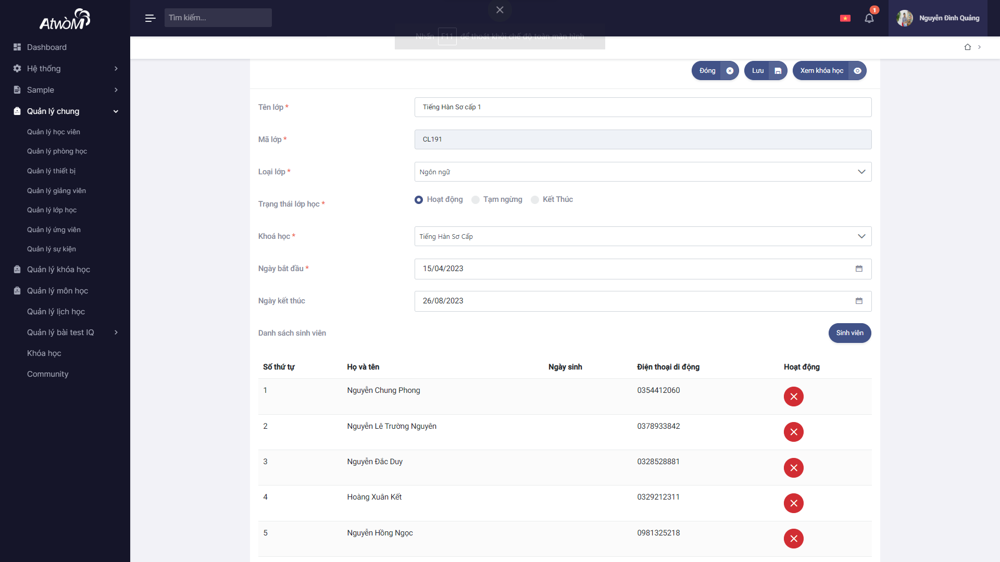 AtwòM
Tìm kiếm...
1
Nguyễn Đình Quảng
Nhấn F11 để thoát khỏi chế độ toàn màn hình
Dashboard
Hệ thống
Sample
Quản lý chung
Quản lý học viên
Quản lý phòng học
Quản lý thiết bị
Quản lý giảng viên
Quản lý lớp học
Quản lý ứng viên
Quản lý sự kiện
Quản lý khóa học
Quản lý môn học
Quản lý lịch học
Quản lý bài test IQ
Khóa học
Community
Đóng
Lưu
Xem khóa học
Tên lớp *
Tiếng Hàn Sơ cấp 1
Mã lớp *
CL191
Loại lớp *
Ngôn ngữ
Trạng thái lớp học *
Hoạt động
Tạm ngừng
Kết Thúc
Khoá học *
Tiếng Hàn Sơ Cấp
Ngày bắt đầu *
15/04/2023
Ngày kết thúc
26/08/2023
Danh sách sinh viên
Sinh viên
Số thứ tự Họ và tên Ngày sinh Điện thoại di động Hoạt động
1 Nguyễn Chung Phong 0354412060
2 Nguyễn Lê Trường Nguyên 0378933842
3 Nguyễn Đắc Duy 0328528881
4 Hoàng Xuân Kết 0329212311
5 Nguyễn Hồng Ngọc 0981325218